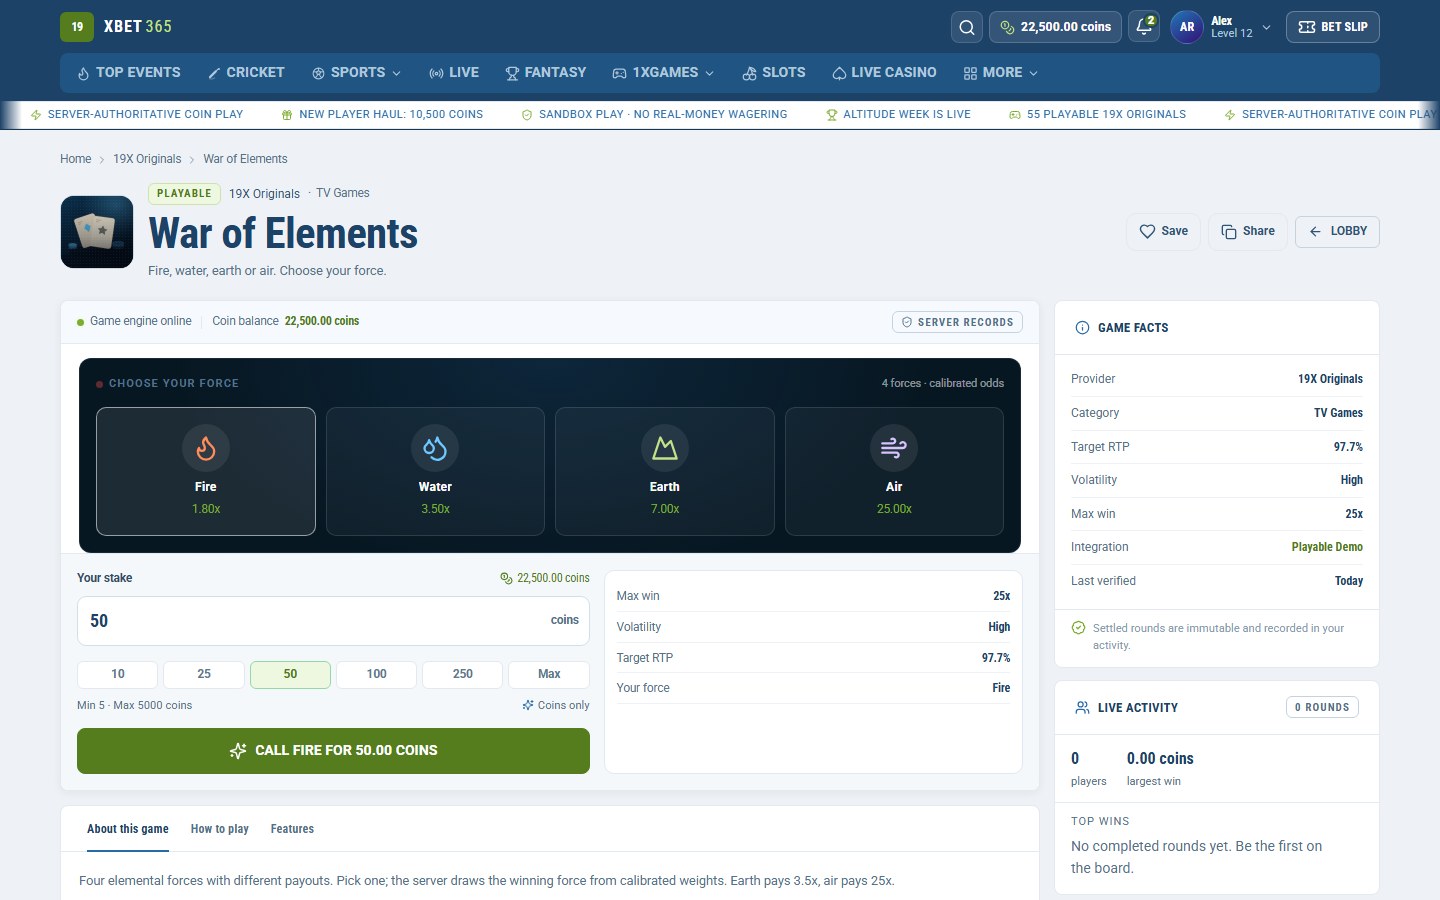 19 XBET 365
22,500.00 coins
2
AR
Alex
Level 12
BET SLIP
TOP EVENTS
CRICKET
SPORTS
LIVE
FANTASY
1XGAMES
SLOTS
LIVE CASINO
MORE
SERVER-AUTHORITATIVE COIN PLAY
NEW PLAYER HAUL: 10,500 COINS
SANDBOX PLAY · NO REAL-MONEY WAGERING
ALTITUDE WEEK IS LIVE
55 PLAYABLE 19X ORIGINALS
SERVER-AUTHORITATIVE COIN PLAY
Home > 19X Originals > War of Elements
PLAYABLE 19X Originals · TV Games
War of Elements
Fire, water, earth or air. Choose your force.
Save
Share
LOBBY
Game engine online
Coin balance 22,500.00 coins
SERVER RECORDS
CHOOSE YOUR FORCE
4 forces · calibrated odds
Fire
1.80x
Water
3.50x
Earth
7.00x
Air
25.00x
Your stake
22,500.00 coins
50
coins
10
25
50
100
250
Max
Min 5 · Max 5000 coins
Coins only
CALL FIRE FOR 50.00 COINS
Max win 25x
Volatility High
Target RTP 97.7%
Your force Fire
About this game
How to play
Features
Four elemental forces with different payouts. Pick one; the server draws the winning force from calibrated weights. Earth pays 3.5x, air pays 25x.
GAME FACTS
Provider 19X Originals
Category TV Games
Target RTP 97.7%
Volatility High
Max win 25x
Integration Playable Demo
Last verified Today
Settled rounds are immutable and recorded in your
activity.
LIVE ACTIVITY
0 ROUNDS
0
players
0.00 coins
largest win
TOP WINS
No completed rounds yet. Be the first on
the board.